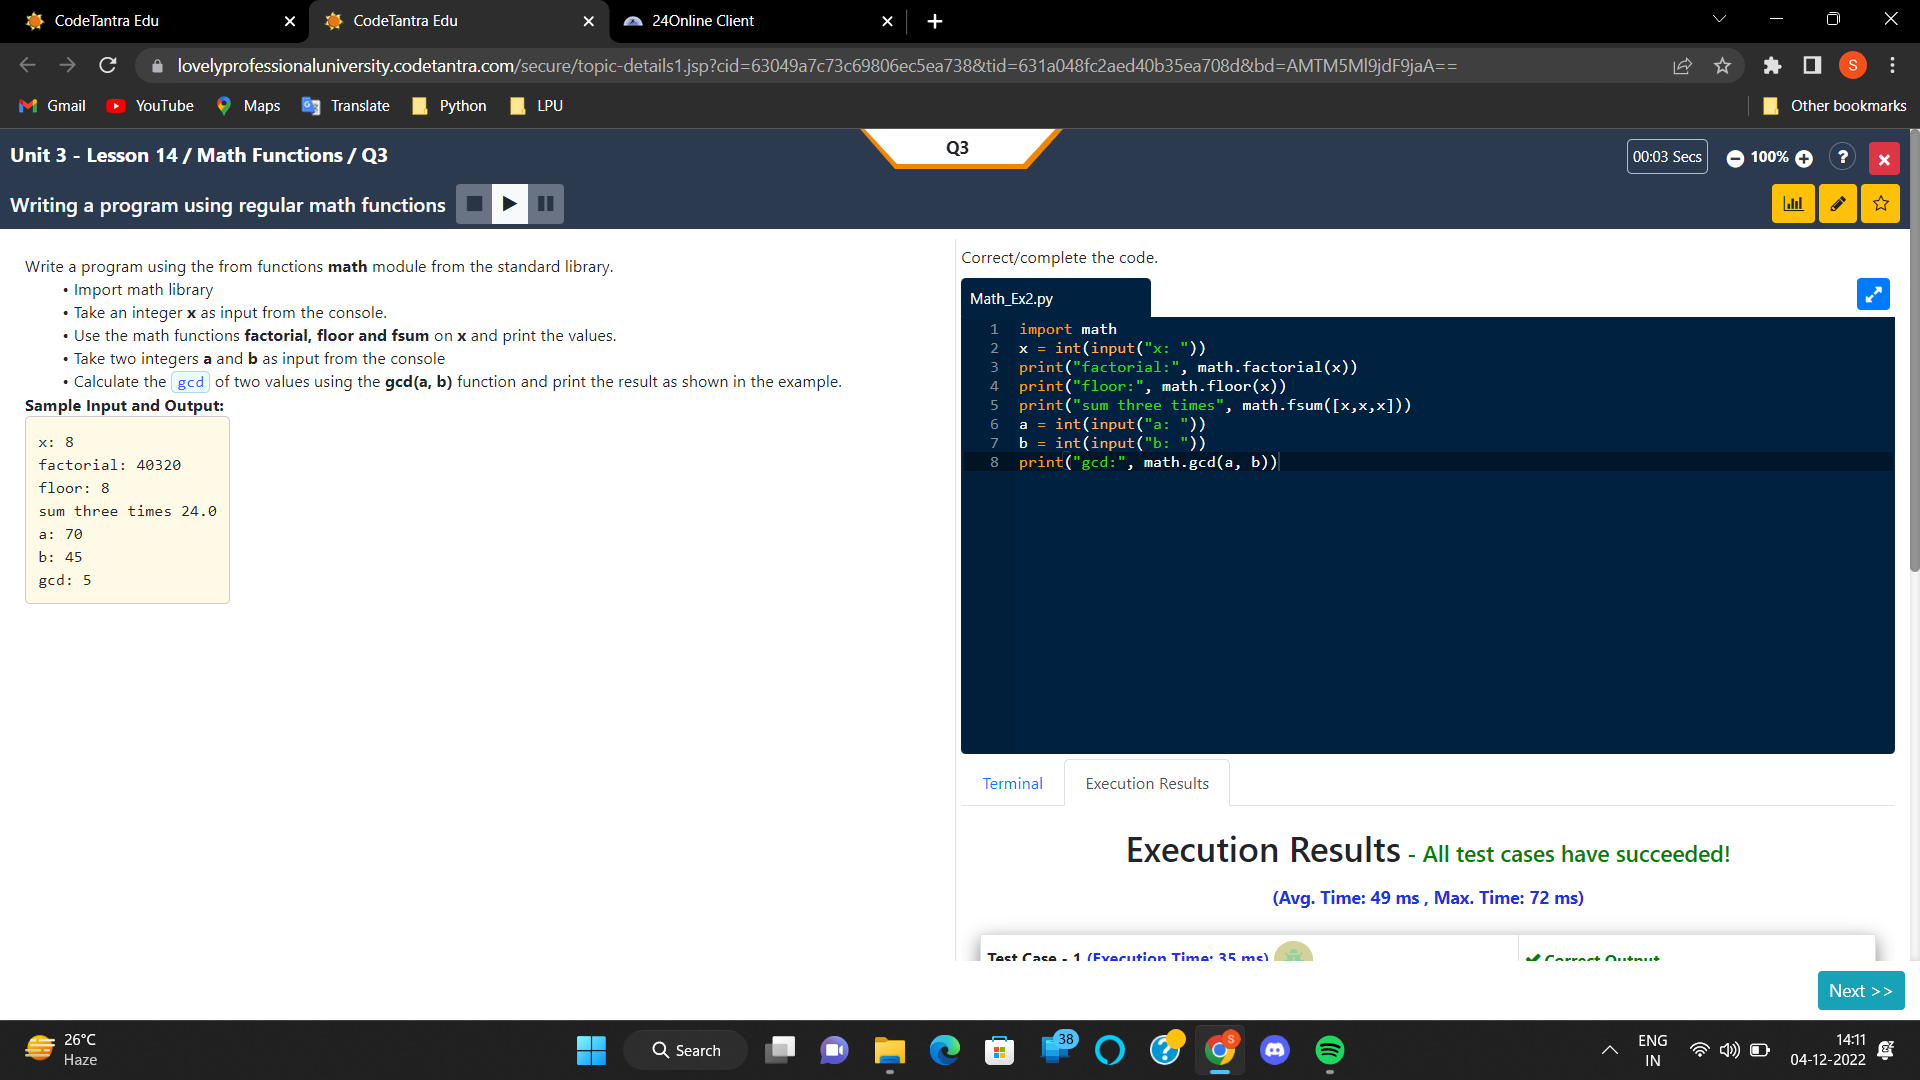 CodeTantra Edu
CodeTantra Edu
24Online Client
lovelyprofessionaluniversity.codetantra.com/secure/topic-details1.jsp?cid=63049a7c73c69806ec5ea738&tid=631a048fc2aed40b35ea708d&bd=AMTM5Ml9jdF9jaA==
S
Gmail
YouTube
Maps
Translate
Python
LPU
Other bookmarks
Unit 3 - Lesson 14 / Math Functions / Q3
Q3
00:03 Secs
100%
?
Writing a program using regular math functions
Write a program using the from functions math module from the standard library.
• Import math library
• Take an integer x as input from the console.
• Use the math functions factorial, floor and fsum on x and print the values.
• Take two integers a and b as input from the console
• Calculate the gcd of two values using the gcd(a, b) function and print the result as shown in the example.
Sample Input and Output:
x: 8
factorial: 40320
floor: 8
sum three times 24.0
a: 70
b: 45
gcd: 5
Correct/complete the code.
Math_Ex2.py
1 import math
2 x = int(input("x: "))
3 print("factorial:", math.factorial(x))
4 print("floor:", math.floor(x))
5 print("sum three times", math.fsum([x,x,x]))
6 a = int(input("a: "))
7 b = int(input("b: "))
8 print("gcd:", math.gcd(a, b))
Terminal
Execution Results
Execution Results - All test cases have succeeded!
(Avg. Time: 49 ms , Max. Time: 72 ms)
Test Case - 1 (Execution Time: 35 ms)
Correct Output
Next >>
26°C
Haze
Search
38
S
ENG
IN
14:11
04-12-2022